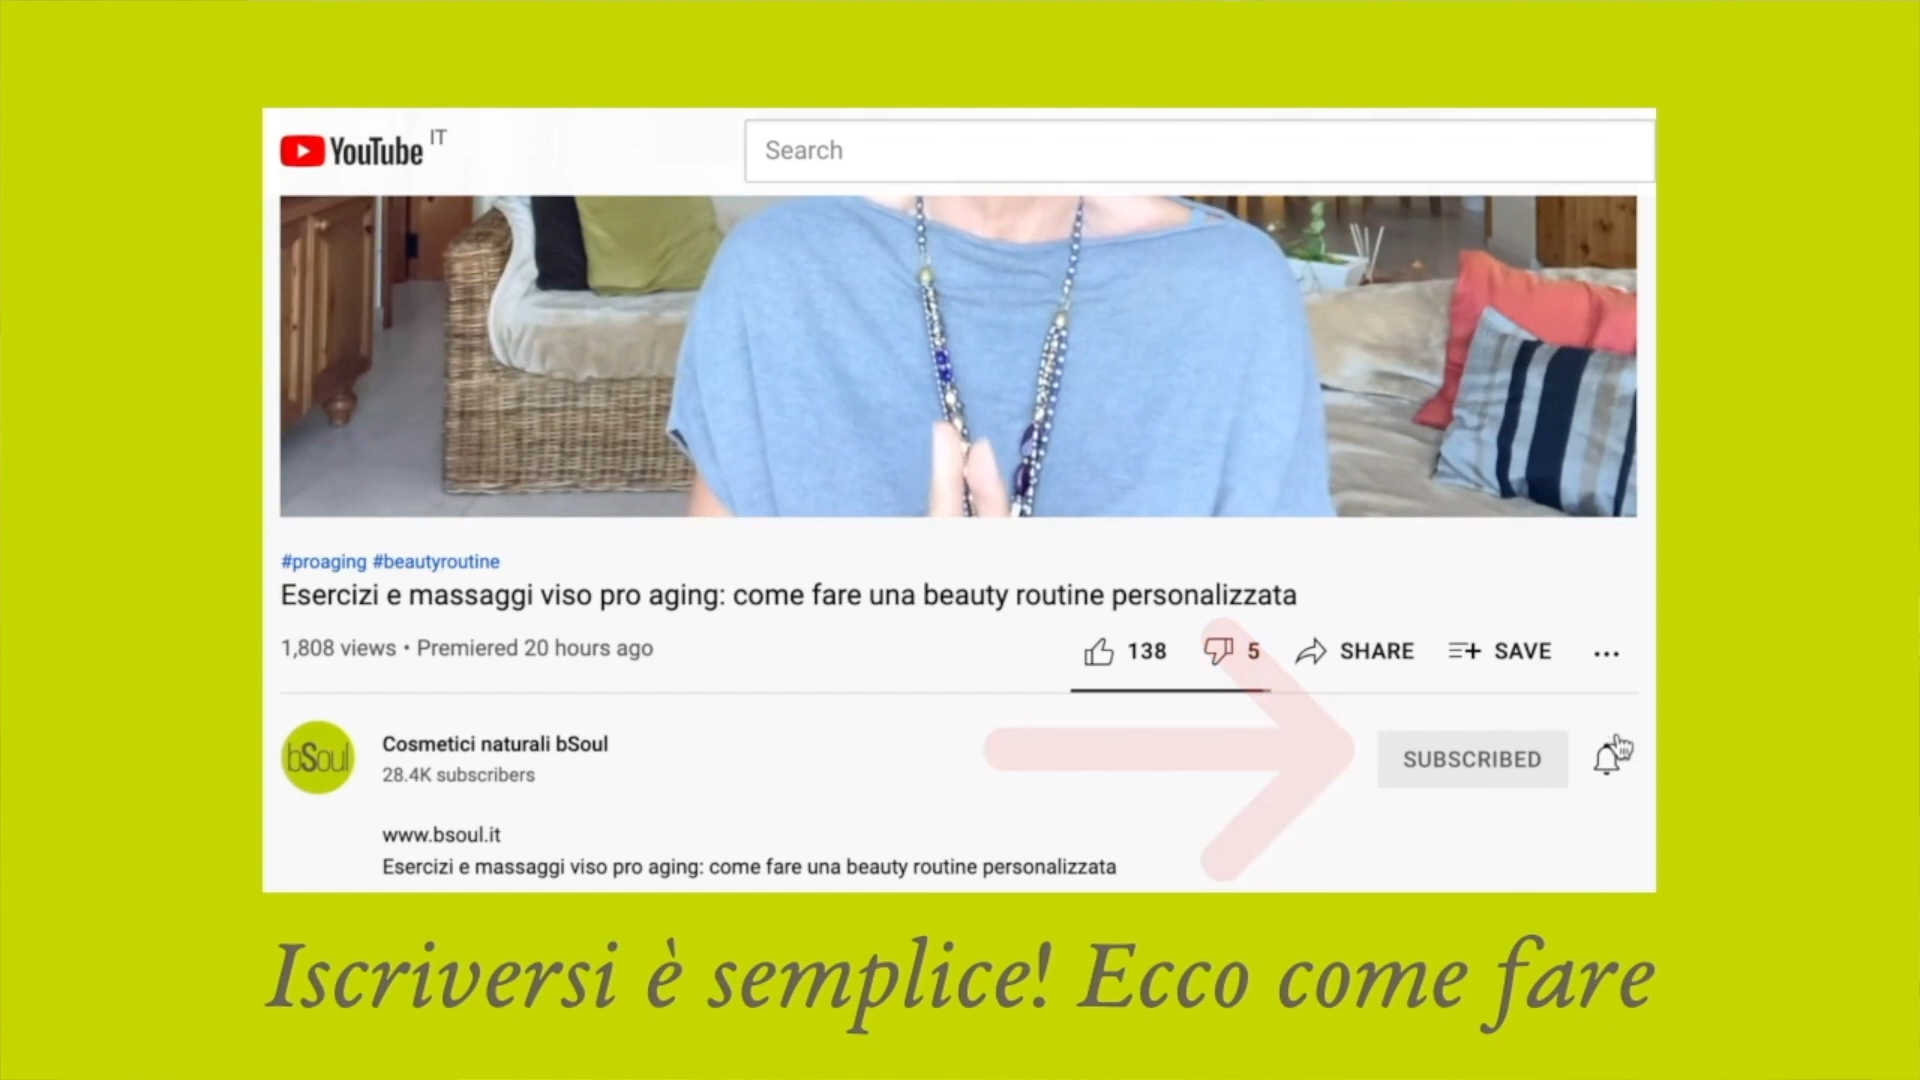 YouTube IT
Search
#proaging #beautyroutine
Esercizi e massaggi viso pro aging: come fare una beauty routine personalizzata
1,808 views • Premiered 20 hours ago
138 5 SHARE SAVE ...
bSoul
Cosmetici naturali bSoul
28.4K subscribers
SUBSCRIBED
www.bsoul.it
Esercizi e massaggi viso pro aging: come fare una beauty routine personalizzata
Iscriversi è semplice! Ecco come fare